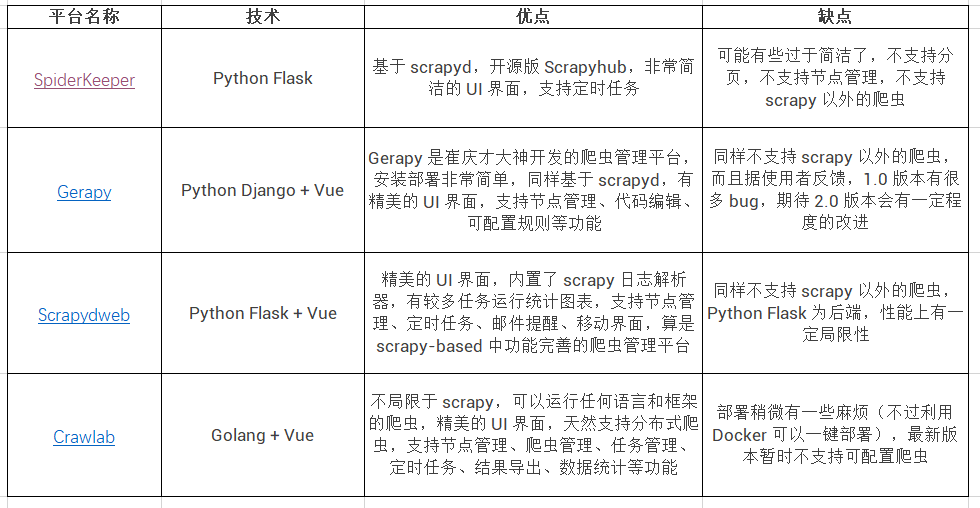 平台名称 技术 优点 缺点
SpiderKeeper
Python Flask
基于 scrapyd，开源版 Scrapyhub，非常简
洁的 UI 界面，支持定时任务
可能有些过于简洁了，不支持分
页，不支持节点管理，不支持
scrapy 以外的爬虫
Gerapy
Python Django + Vue
Gerapy 是崔庆才大神开发的爬虫管理平台，
安装部署非常简单，同样基于 scrapyd，有
精美的 UI 界面，支持节点管理、代码编辑、
可配置规则等功能
同样不支持 scrapy 以外的爬虫，
而且据使用者反馈，1.0 版本有很
多 bug，期待 2.0 版本会有一定程
度的改进
Scrapydweb
Python Flask + Vue
精美的 UI 界面，内置了 scrapy 日志解析
器，有较多任务运行统计图表，支持节点管
理、定时任务、邮件提醒、移动界面，算是
scrapy-based 中功能完善的爬虫管理平台
同样不支持 scrapy 以外的爬虫，
Python Flask 为后端，性能上有一
定局限性
Crawlab
Golang + Vue
不局限于 scrapy，可以运行任何语言和框架
的爬虫，精美的 UI 界面，天然支持分布式爬
虫，支持节点管理、爬虫管理、任务管理、
定时任务、结果导出、数据统计等功能
部署稍微有一些麻烦（不过利用
Docker 可以一键部署），最新版
本暂时不支持可配置爬虫